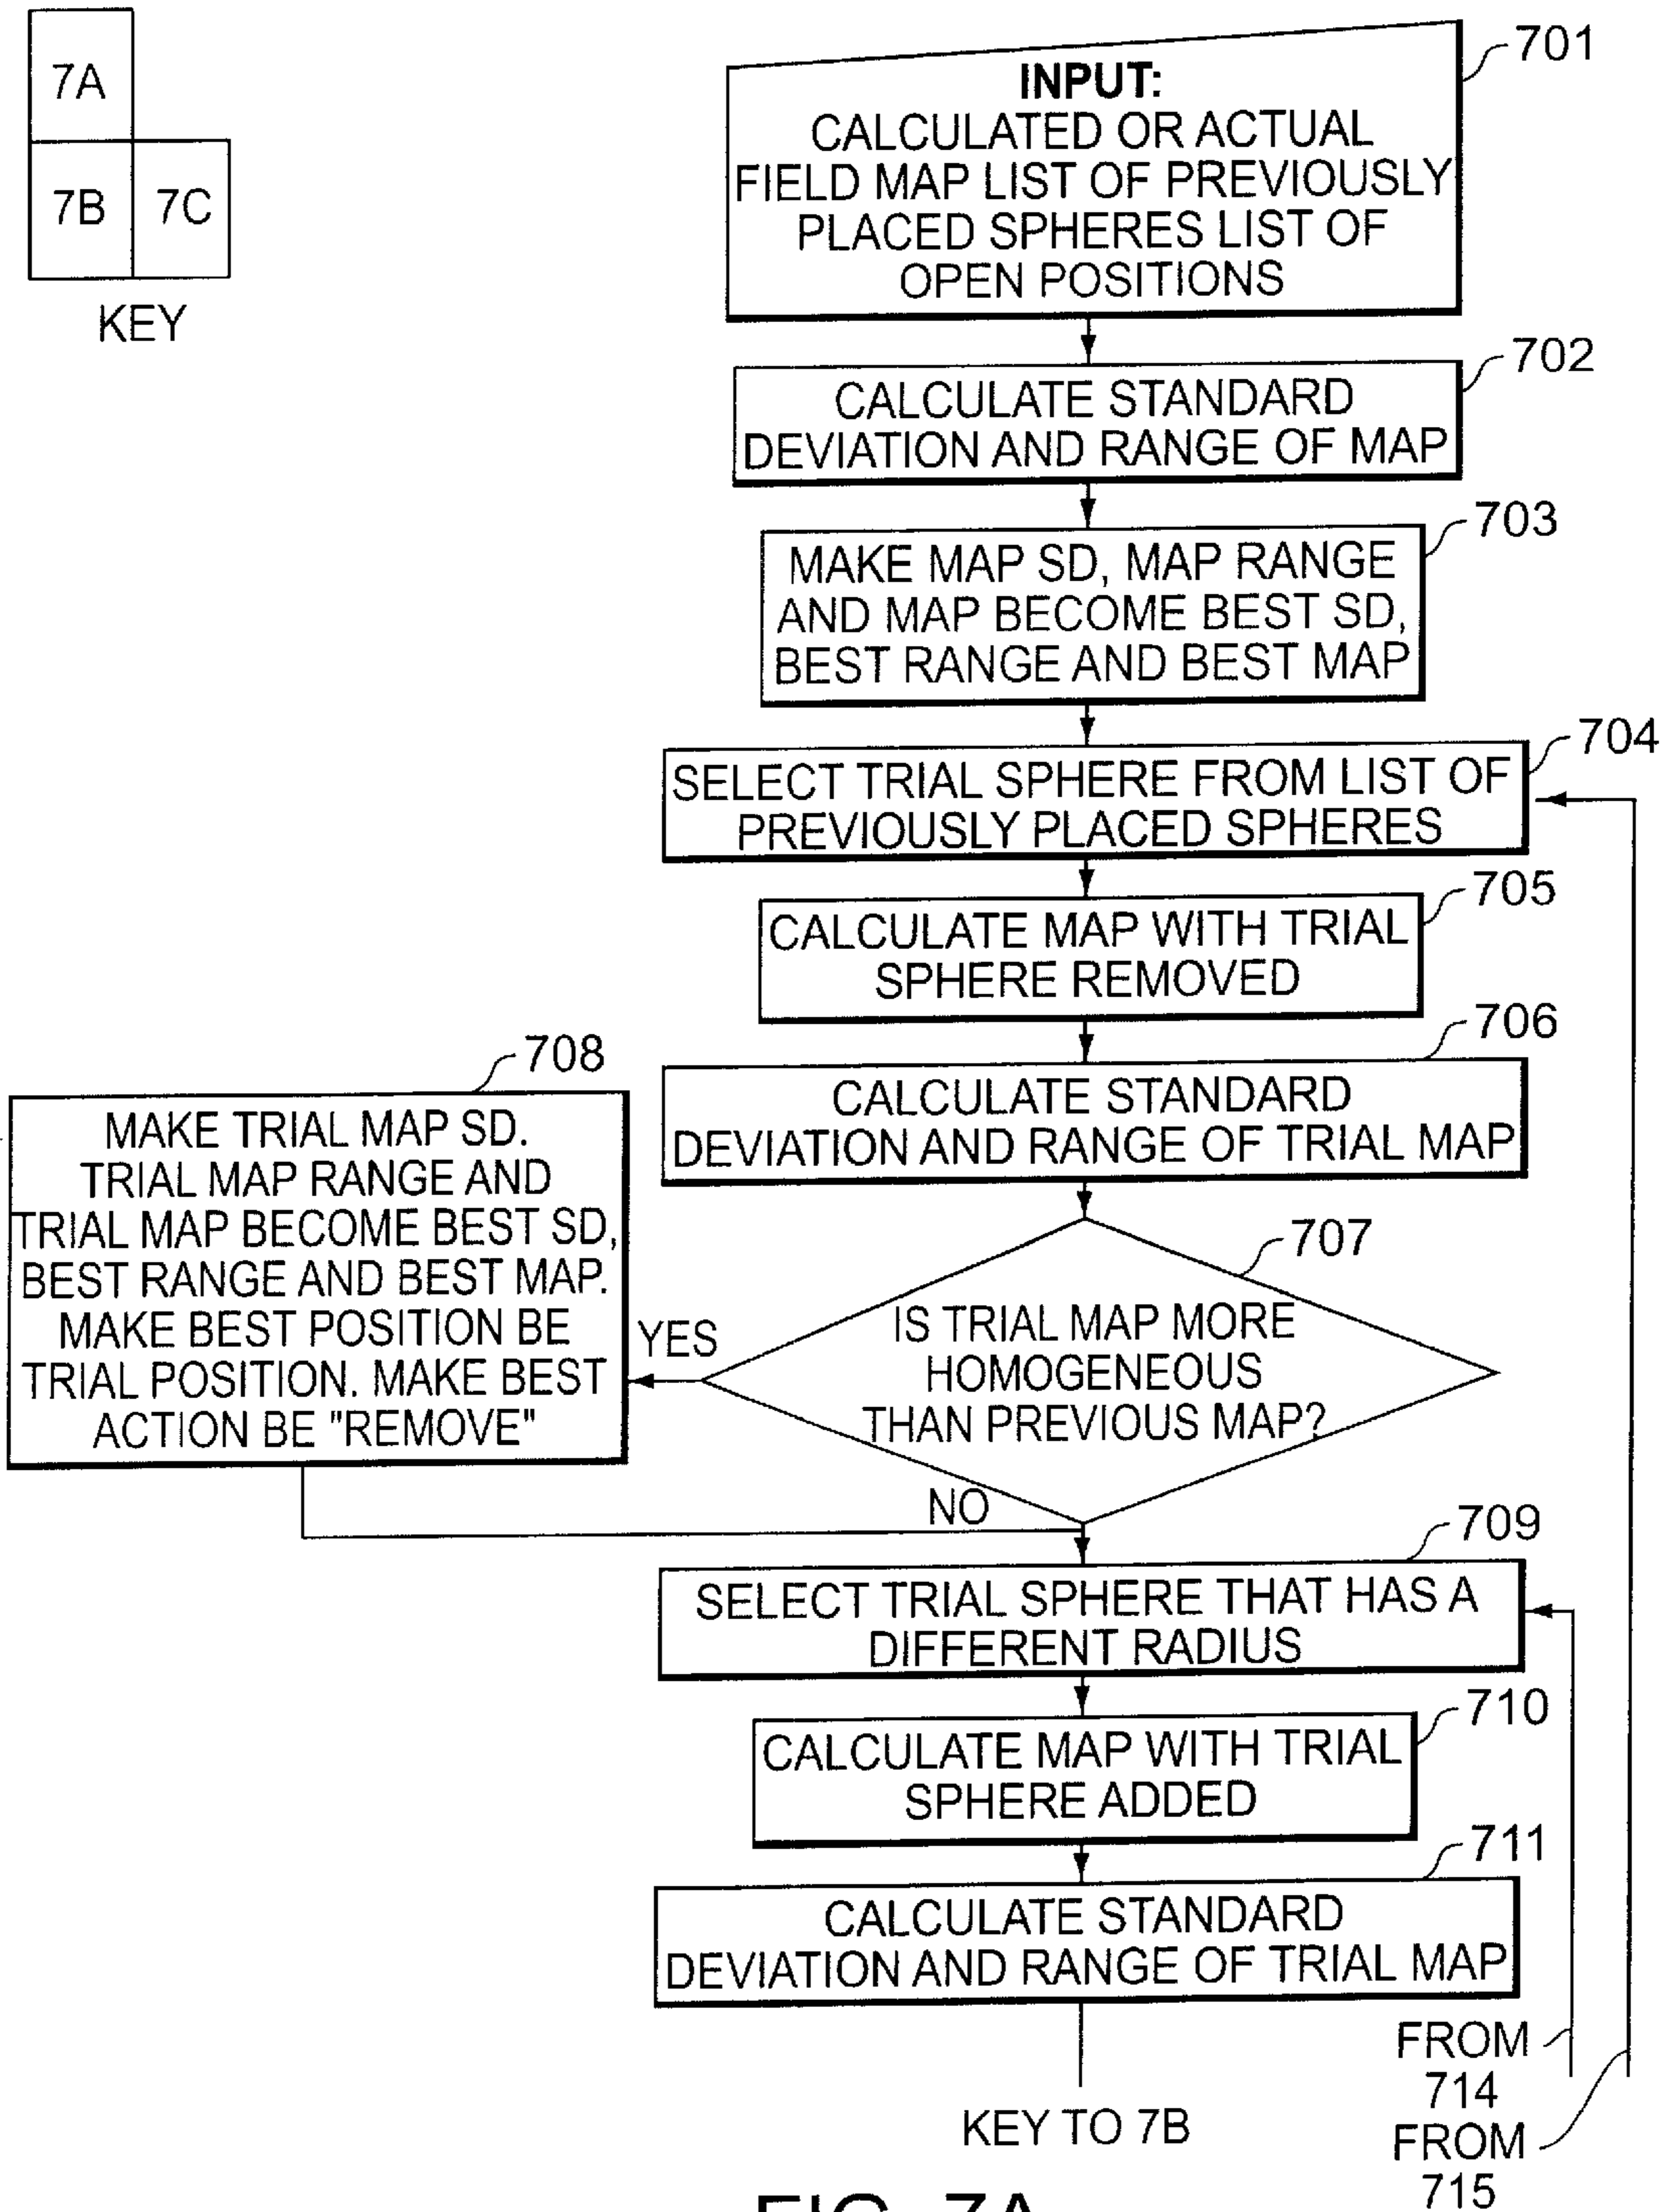 7A
7B
7C
KEY
701
INPUT:
CALCULATED OR ACTUAL
FIELD MAP LIST OF PREVIOUSLY
PLACED SPHERES LIST OF
OPEN POSITIONS
702
CALCULATE STANDARD
DEVIATION AND RANGE OF MAP
703
MAKE MAP SD, MAP RANGE
AND MAP BECOME BEST SD,
BEST RANGE AND BEST MAP
704
SELECT TRIAL SPHERE FROM LIST OF
PREVIOUSLY PLACED SPHERES
705
CALCULATE MAP WITH TRIAL
SPHERE REMOVED
706
CALCULATE STANDARD
DEVIATION AND RANGE OF TRIAL MAP
707
IS TRIAL MAP MORE
HOMOGENEOUS
THAN PREVIOUS MAP?
YES
708
MAKE TRIAL MAP SD.
TRIAL MAP RANGE AND
TRIAL MAP BECOME BEST SD,
BEST RANGE AND BEST MAP.
MAKE BEST POSITION BE
TRIAL POSITION. MAKE BEST
ACTION BE "REMOVE"
NO
709
SELECT TRIAL SPHERE THAT HAS A
DIFFERENT RADIUS
710
CALCULATE MAP WITH TRIAL
SPHERE ADDED
711
CALCULATE STANDARD
DEVIATION AND RANGE OF TRIAL MAP
KEY TO 7B
FROM
714
FROM
715
FIG. 7A